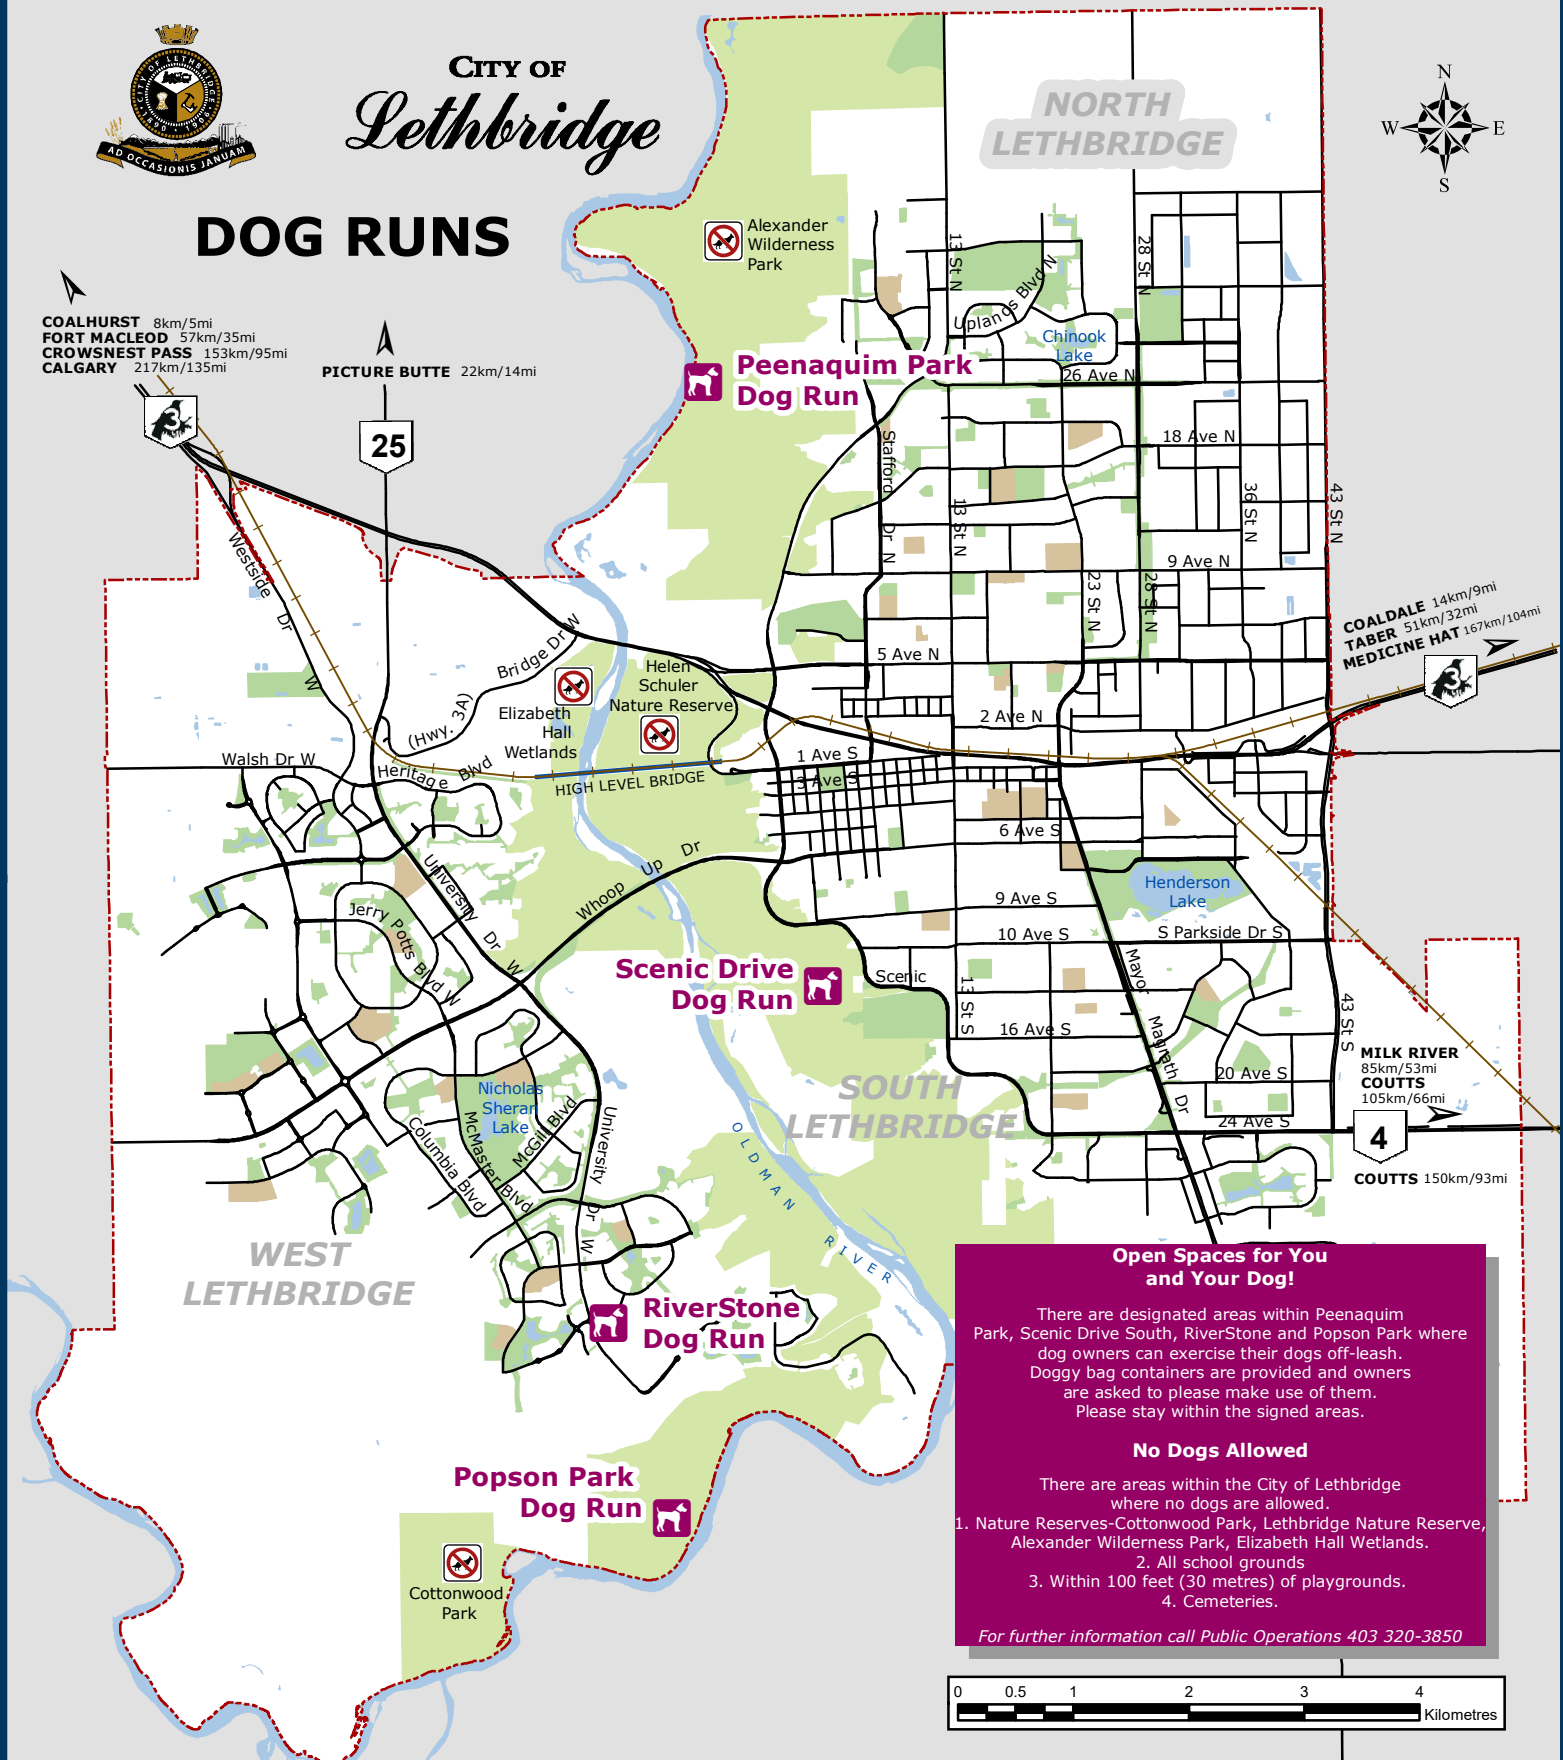 CITY OF LETHBRIDGE
1890 • 1906
AD OCCASIONIS JANUAM
CITY OF
Lethbridge
DOG RUNS
NORTH
LETHBRIDGE
N
W
E
S
Alexander
Wilderness
Park
COALHURST 8km/5mi
FORT MACLEOD 57km/35mi
CROWSNEST PASS 153km/95mi
CALGARY 217km/135mi
PICTURE BUTTE 22km/14mi
3
25
13 St N
28 St N
Uplands Blvd N
Chinook
Lake
26 Ave N
Peenaquim Park
Dog Run
18 Ave N
Stafford Dr N
13 St N
36 St N
43 St N
9 Ave N
23 St N
28 St N
Westside Dr W
Bridge Dr W
(Hwy. 3A)
5 Ave N
COALDALE 14km/9mi
TABER 51km/32mi
MEDICINE HAT 167km/104mi
3
Helen
Schuler
Nature Reserve
Elizabeth
Hall
Wetlands
2 Ave N
Walsh Dr W
Heritage Blvd
HIGH LEVEL BRIDGE
1 Ave S
3 Ave S
6 Ave S
University Dr W
Whoop Up Dr
Henderson
Lake
9 Ave S
Jerry Potts Blvd W
10 Ave S
S Parkside Dr S
Scenic Drive
Dog Run
Scenic
13 St S
Mayor Magrath Dr
16 Ave S
43 St S
MILK RIVER
85km/53mi
COUTTS
105km/66mi
4
COUTTS 150km/93mi
20 Ave S
24 Ave S
SOUTH
LETHBRIDGE
Nicholas
Sheran
Lake
McGill Blvd
McMaster Blvd
Columbia Blvd
University Dr W
OLDMAN RIVER
WEST
LETHBRIDGE
RiverStone
Dog Run
Popson Park
Dog Run
Cottonwood
Park
Open Spaces for You
and Your Dog!
There are designated areas within Peenaquim
Park, Scenic Drive South, RiverStone and Popson Park where
dog owners can exercise their dogs off-leash.
Doggy bag containers are provided and owners
are asked to please make use of them.
Please stay within the signed areas.
No Dogs Allowed
There are areas within the City of Lethbridge
where no dogs are allowed.
1. Nature Reserves-Cottonwood Park, Lethbridge Nature Reserve,
Alexander Wilderness Park, Elizabeth Hall Wetlands.
2. All school grounds
3. Within 100 feet (30 metres) of playgrounds.
4. Cemeteries.
For further information call Public Operations 403 320-3850
0 0.5 1 2 3 4
Kilometres